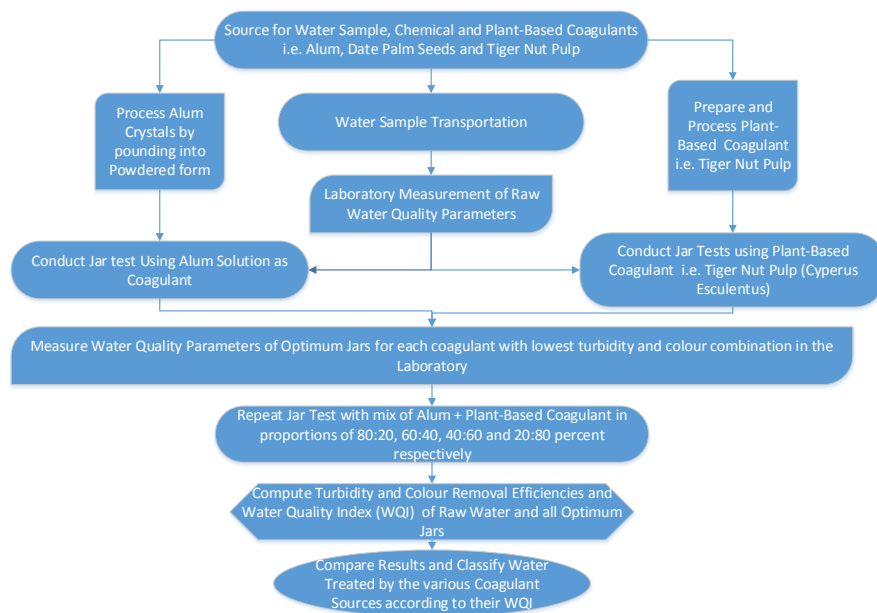 Source for Water Sample, Chemical and Plant-Based Coagulants
i.e. Alum, Date Palm Seeds and Tiger Nut Pulp
Process Alum
Crystals by
pounding into
Powdered form
Water Sample Transportation
Prepare and
Process Plant-
Based Coagulant
i.e. Tiger Nut Pulp
Laboratory Measurement of Raw
Water Quality Parameters
Conduct Jar test Using Alum Solution as
Coagulant
Conduct Jar Tests using Plant-Based
Coagulant i.e. Tiger Nut Pulp (Cyperus
Esculentus)
Measure Water Quality Parameters of Optimum Jars for each coagulant with lowest turbidity and colour combination in the
Laboratory
Repeat Jar Test with mix of Alum + Plant-Based Coagulant in
proportions of 80:20, 60:40, 40:60 and 20:80 percent
respectively
Compute Turbidity and Colour Removal Efficiencies and
Water Quality Index (WQI) of Raw Water and all Optimum
Jars
Compare Results and Classify Water
Treated by the various Coagulant
Sources according to their WQI